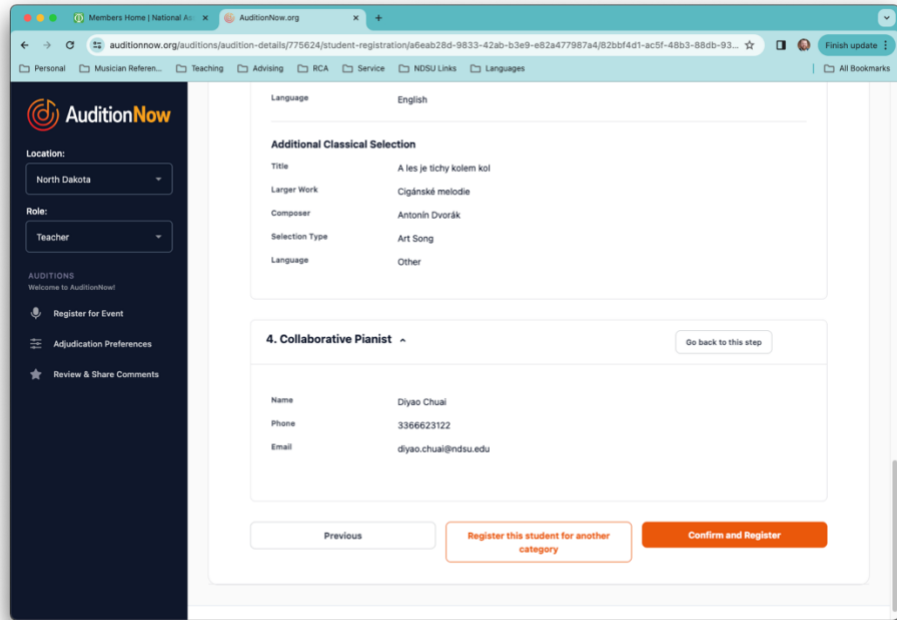 Members Home | National As
AuditionNow.org
auditionnow.org/auditions/audition-details/775624/student-registration/a6eab28d-9833-42ab-b3e9-e82a477987a4/82bbf4d1-ac5f-48b3-88db-93...
Finish update
Personal
Musician Referen...
Teaching
Advising
RCA
Service
NDSU Links
Languages
All Bookmarks
AuditionNow
Location:
North Dakota
Role:
Teacher
AUDITIONS
Welcome to AuditionNow!
Register for Event
Adjudication Preferences
Review & Share Comments
Language English
Additional Classical Selection
Title A les je tichy kolem kol
Larger Work Cigánské melodie
Composer Antonín Dvorák
Selection Type Art Song
Language Other
4. Collaborative Pianist
Go back to this step
Name Diyao Chuai
Phone 3366623122
Email diyao.chuai@ndsu.edu
Previous
Register this student for another
category
Confirm and Register